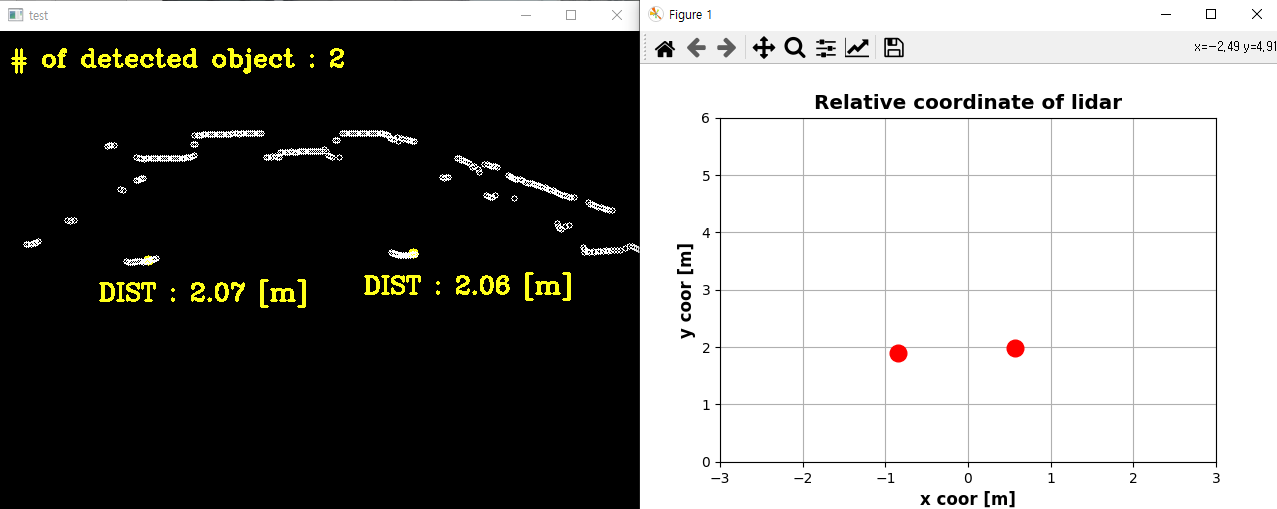 test
# of detected object : 2
DIST : 2.07 [m]
DIST : 2.06 [m]
Figure 1
x=-2.49 y=4.91
Relative coordinate of lidar
6
5
4
3
2
1
0
y coor [m]
−3
−2
−1
0
1
2
3
x coor [m]